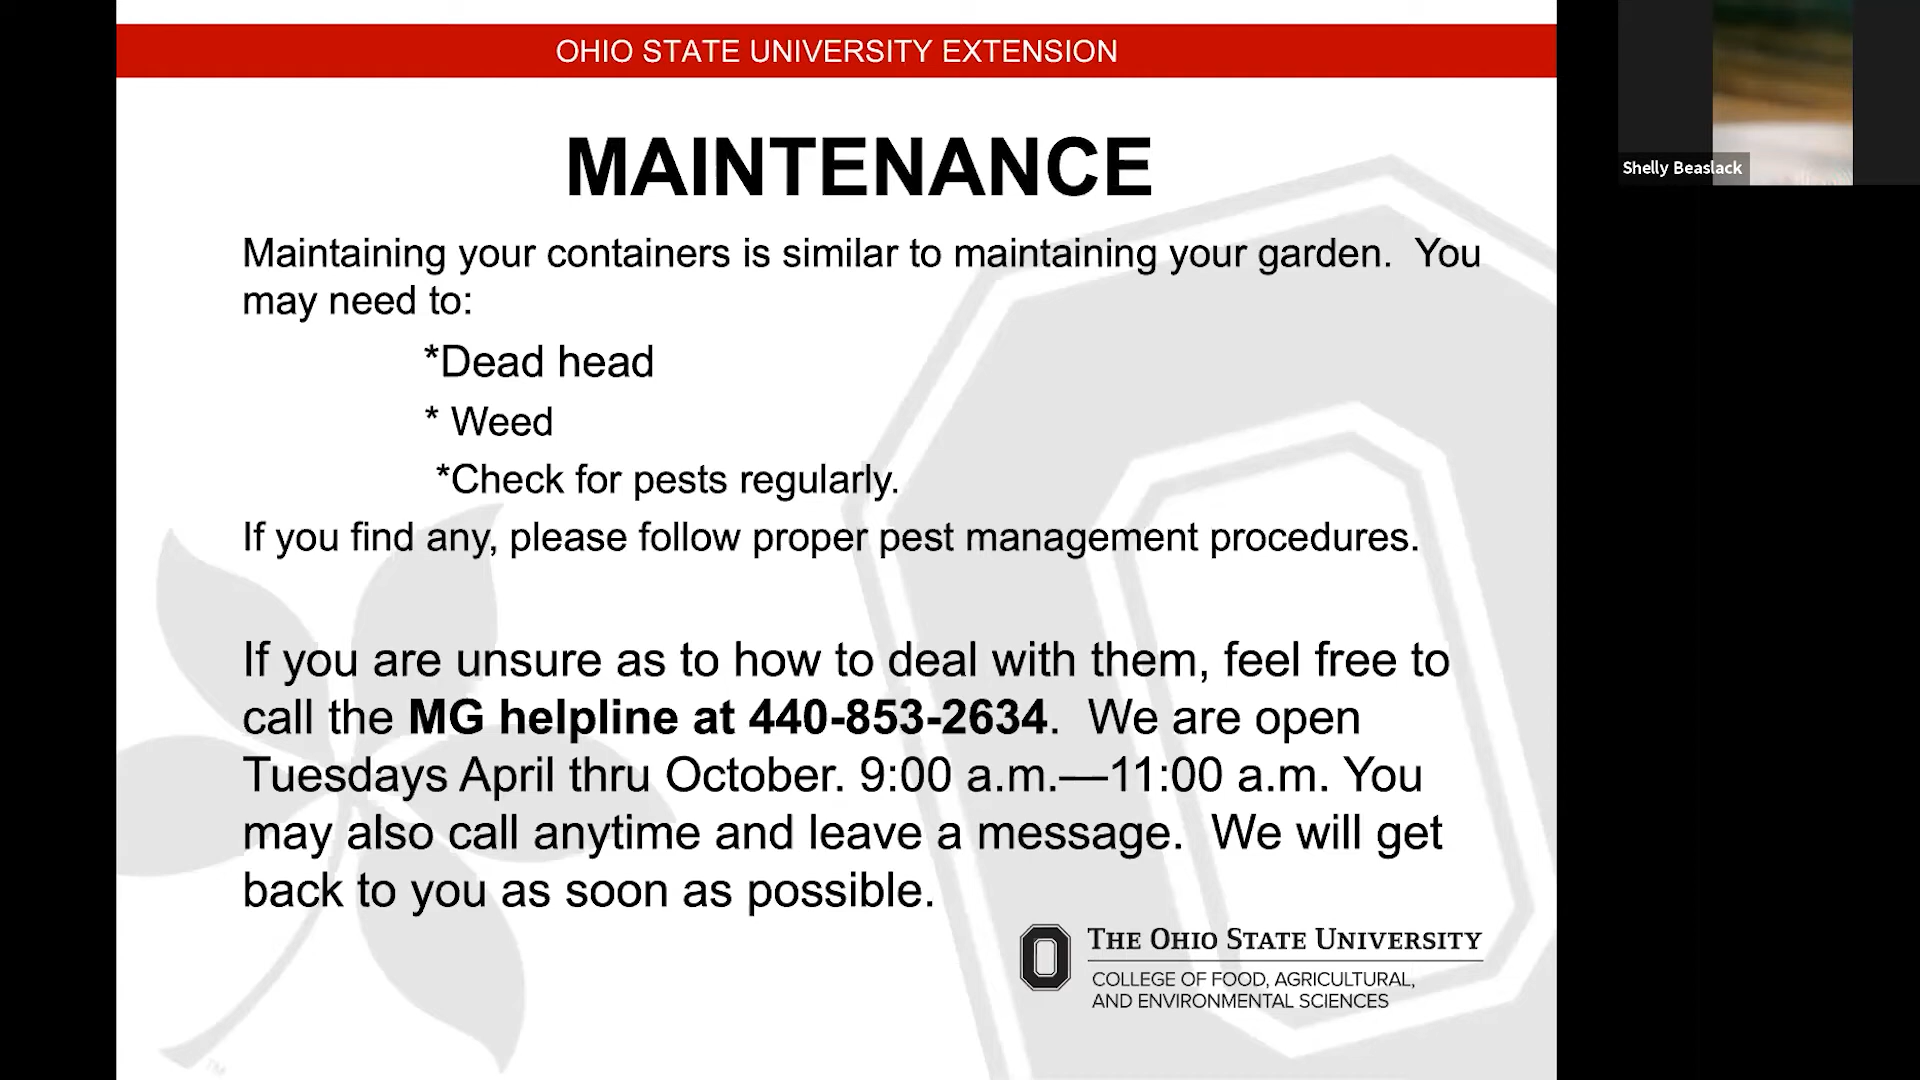 OHIO STATE UNIVERSITY EXTENSION
Shelly Beaslack
MAINTENANCE
Maintaining your containers is similar to maintaining your garden.  You
may need to:
*Dead head
* Weed
*Check for pests regularly.
If you find any, please follow proper pest management procedures.
If you are unsure as to how to deal with them, feel free to
call the MG helpline at 440-853-2634.  We are open
Tuesdays April thru October. 9:00 a.m.—11:00 a.m. You
may also call anytime and leave a message.  We will get
back to you as soon as possible.
THE OHIO STATE UNIVERSITY
COLLEGE OF FOOD, AGRICULTURAL,
AND ENVIRONMENTAL SCIENCES
TM